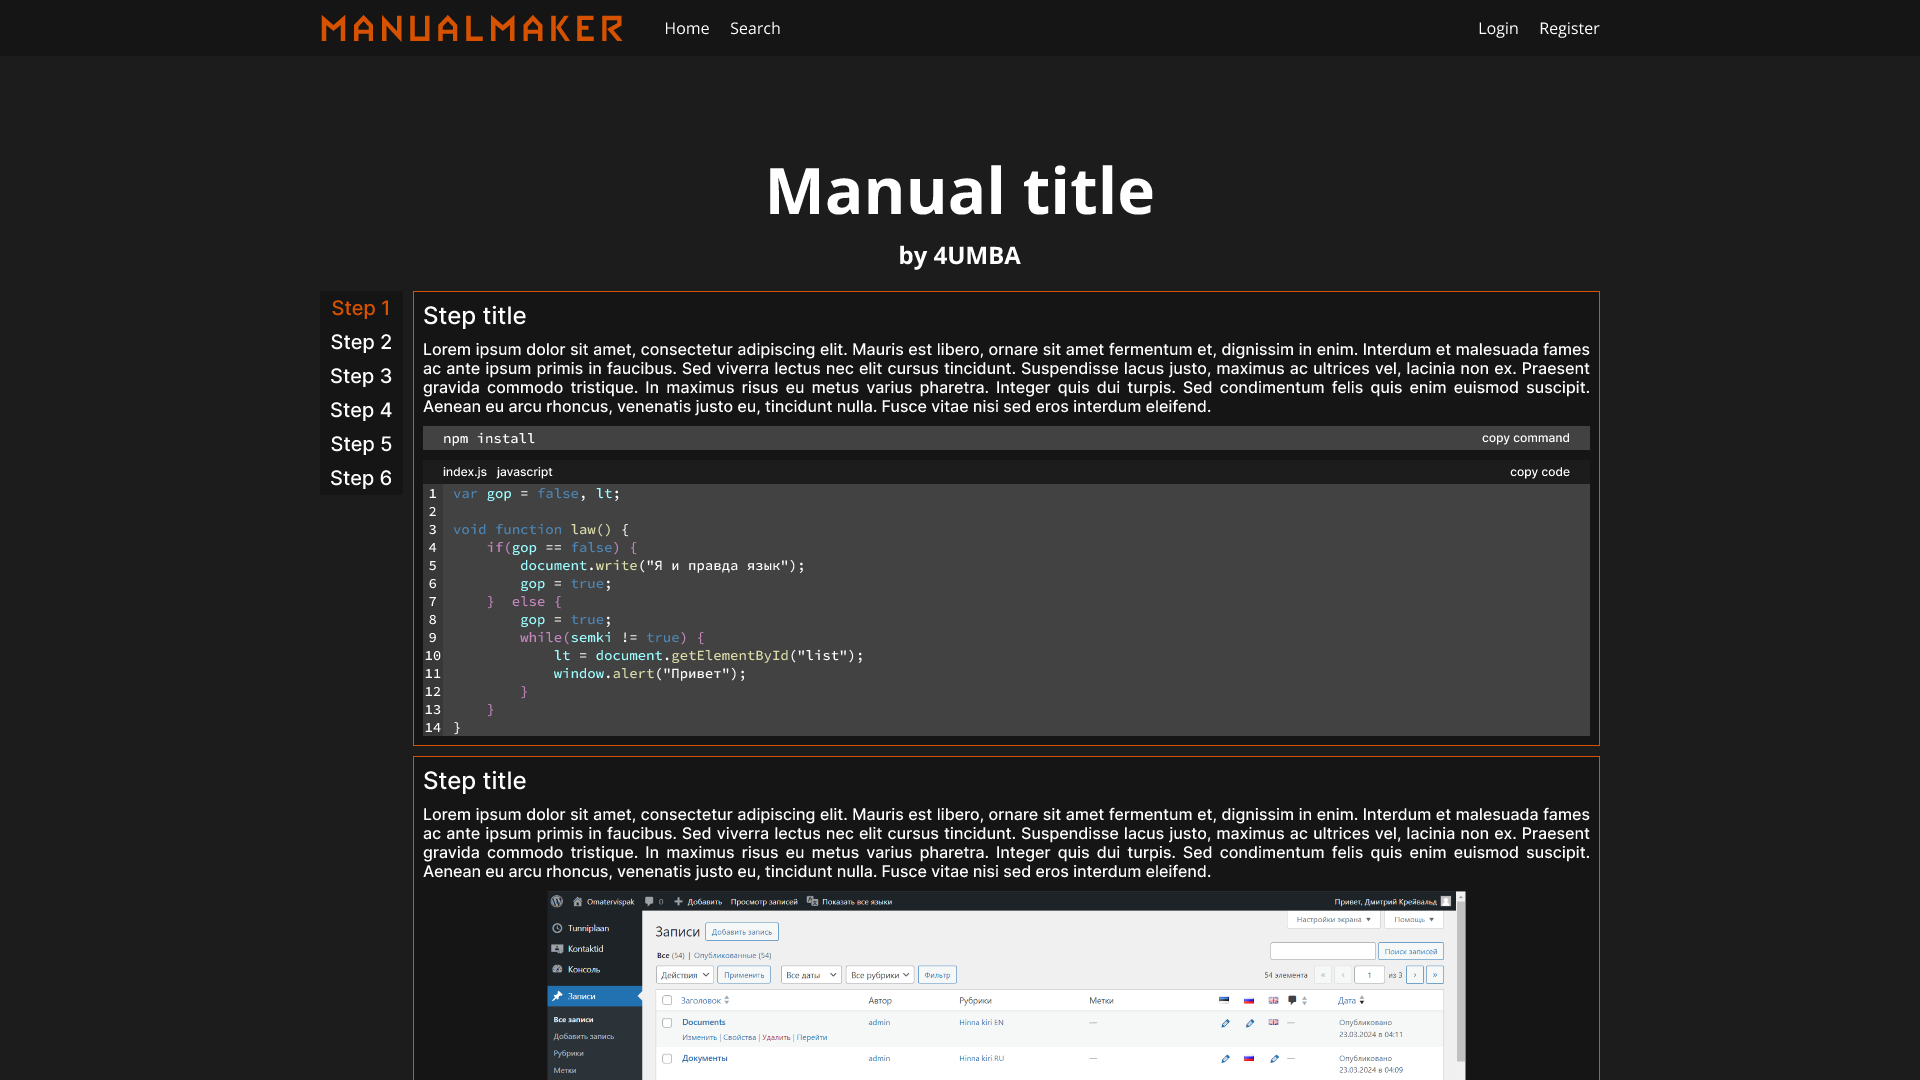 MANUALMAKER Home Search Login Register
Manual title
by 4UMBA
Step 1
Step 2
Step 3
Step 4
Step 5
Step 6
Step title
Lorem ipsum dolor sit amet, consectetur adipiscing elit. Mauris est libero, ornare sit amet fermentum et, dignissim in enim. Interdum et malesuada fames
ac ante ipsum primis in faucibus. Sed viverra lectus nec elit cursus tincidunt. Suspendisse lacus justo, maximus ac ultrices vel, lacinia non ex. Praesent
gravida commodo tristique. In maximus risus eu metus varius pharetra. Integer quis dui turpis. Sed condimentum felis quis enim euismod suscipit.
Aenean eu arcu rhoncus, venenatis justo eu, tincidunt nulla. Fusce vitae nisi sed eros interdum eleifend.
npm install copy command
index.js javascript copy code
1 var gop = false, lt;
2
3 void function law() {
4     if(gop == false) {
5         document.write("Я и правда язык");
6         gop = true;
7     }  else {
8         gop = true;
9         while(semki != true) {
10             lt = document.getElementById("list");
11             window.alert("Привет");
12         }
13     }
14 }
Step title
Lorem ipsum dolor sit amet, consectetur adipiscing elit. Mauris est libero, ornare sit amet fermentum et, dignissim in enim. Interdum et malesuada fames
ac ante ipsum primis in faucibus. Sed viverra lectus nec elit cursus tincidunt. Suspendisse lacus justo, maximus ac ultrices vel, lacinia non ex. Praesent
gravida commodo tristique. In maximus risus eu metus varius pharetra. Integer quis dui turpis. Sed condimentum felis quis enim euismod suscipit.
Aenean eu arcu rhoncus, venenatis justo eu, tincidunt nulla. Fusce vitae nisi sed eros interdum eleifend.
Omatervispak 0 Добавить Просмотр записей Показать все языки Привет, Дмитрий Крейвальд
Tunniplaan
Kontaktid
Консоль
Записи
Все записи
Добавить запись
Рубрики
Метки
Настройки экрана Помощь
Записи Добавить запись
Все (54) | Опубликованные (54) Поиск записей
Действия Применить Все даты Все рубрики Фильтр 54 элемента « ‹ 1 из 3 › »
Заголовок Автор Рубрики Метки Дата
Documents admin Hinna kiri EN — — Опубликовано
Изменить | Свойства | Удалить | Перейти 23.03.2024 в 04:11
Документы admin Hinna kiri RU — — Опубликовано
23.03.2024 в 04:09